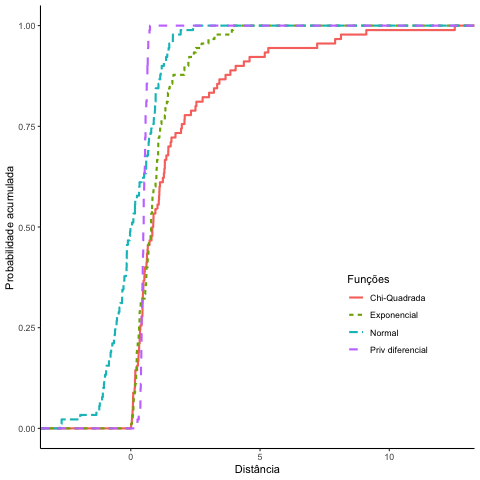 1.00
0.75
0.50
0.25
0.00
Probabilidade acumulada
0
5
10
Distância
Funções
Chi-Quadrada
Exponencial
Normal
Priv diferencial